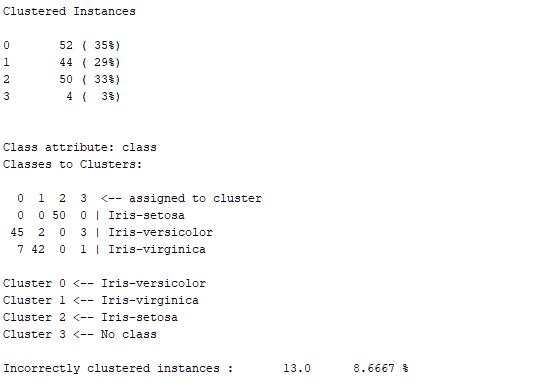 Clustered Instances
0       52 ( 35%)
1       44 ( 29%)
2       50 ( 33%)
3        4 (  3%)
Class attribute: class
Classes to Clusters:
  0  1  2  3  <-- assigned to cluster
  0  0 50  0 | Iris-setosa
 45  2  0  3 | Iris-versicolor
  7 42  0  1 | Iris-virginica
Cluster 0 <-- Iris-versicolor
Cluster 1 <-- Iris-virginica
Cluster 2 <-- Iris-setosa
Cluster 3 <-- No class
Incorrectly clustered instances :       13.0      8.6667 %